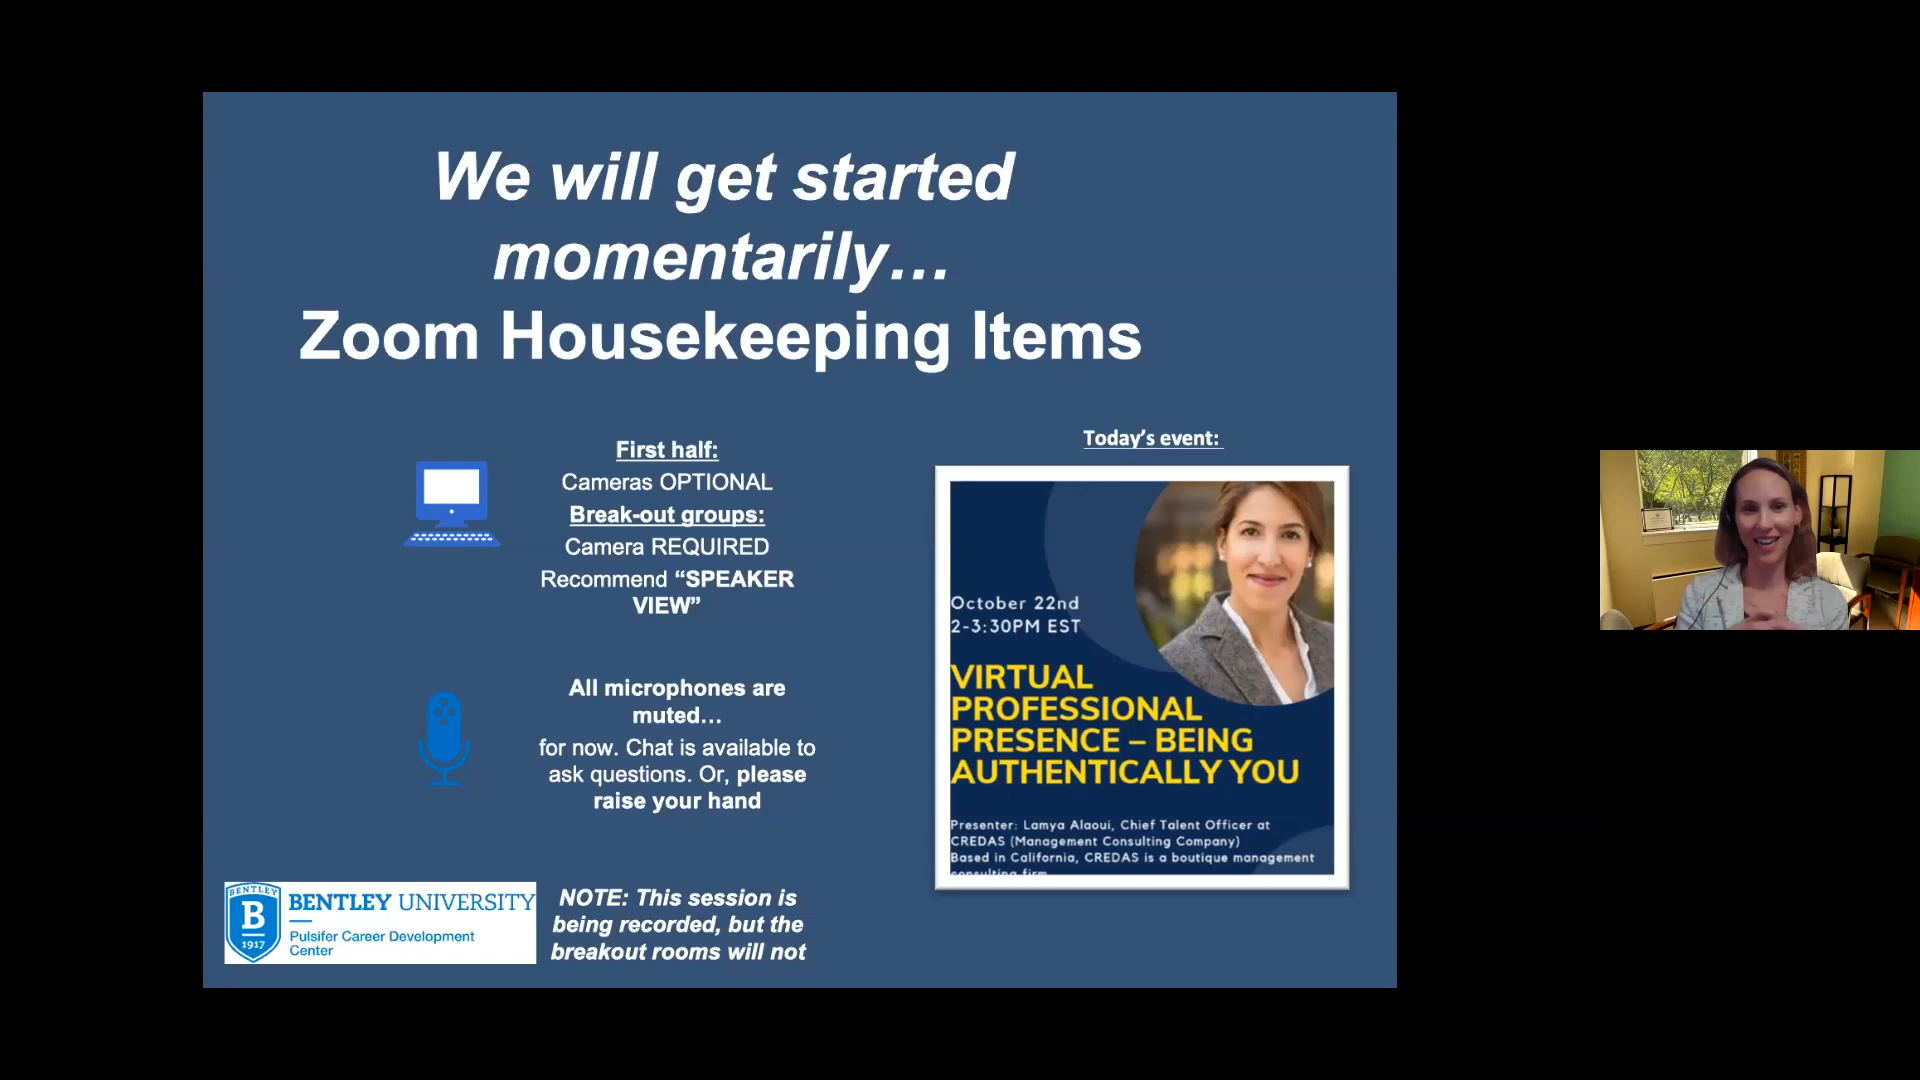 We will get started
momentarily…
Zoom Housekeeping Items
First half:
Cameras OPTIONAL
Break-out groups:
Camera REQUIRED
Recommend “SPEAKER
VIEW”
All microphones are
muted…
for now. Chat is available to
ask questions. Or, please
raise your hand
NOTE: This session is
being recorded, but the
breakout rooms will not
Today’s event:
October 22nd
2-3:30PM EST
VIRTUAL
PROFESSIONAL
PRESENCE – BEING
AUTHENTICALLY YOU
Presenter: Lamya Alaoui, Chief Talent Officer at
CREDAS (Management Consulting Company)
Based in California, CREDAS is a boutique management
consulting firm
BENTLEY
B
1917
BENTLEY UNIVERSITY
Pulsifer Career Development
Center